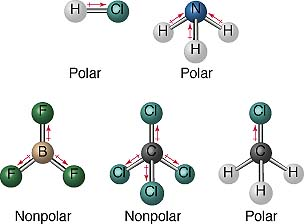 H Cl
N
H H
H
Polar Polar
F
B
F F
Nonpolar
Cl
C
Cl Cl
Cl
Nonpolar
Cl
C
H H
H
Polar